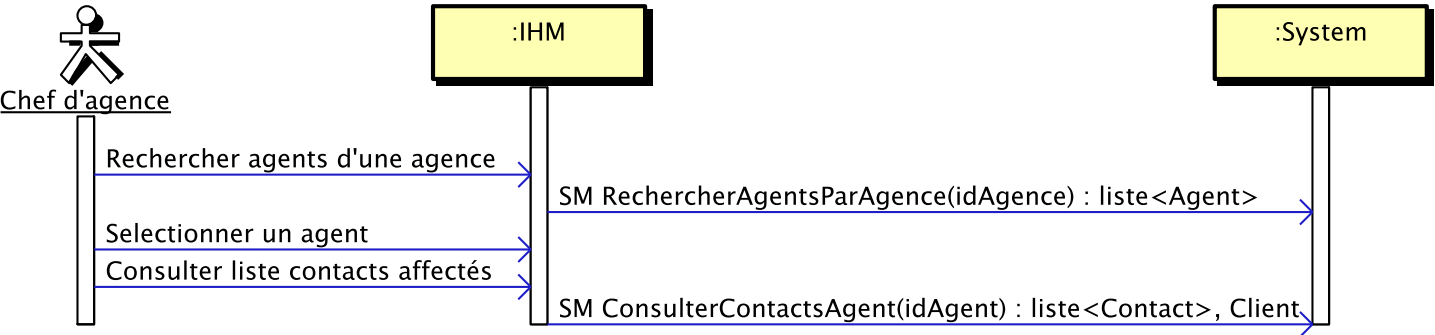 :IHM
:System
Chef d'agence
Rechercher agents d'une agence
SM RechercherAgentsParAgence(idAgence) : liste<Agent>
Selectionner un agent
Consulter liste contacts affectés
SM ConsulterContactsAgent(idAgent) : liste<Contact>, Client